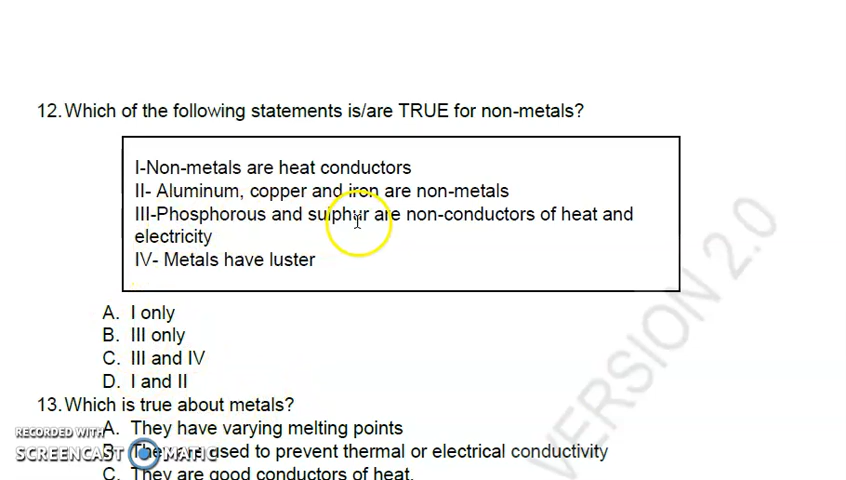 12. Which of the following statements is/are TRUE for non-metals?
I-Non-metals are heat conductors
II- Aluminum, copper and iron are non-metals
III-Phosphorous and sulphur are non-conductors of heat and
electricity
IV- Metals have luster
A. I only
B. III only
C. III and IV
D. I and II
13. Which is true about metals?
A. They have varying melting points
B. They are used to prevent thermal or electrical conductivity
C. They are good conductors of heat.
RECORDED WITH
SCREENCAST MATIC
VERSION 2.0